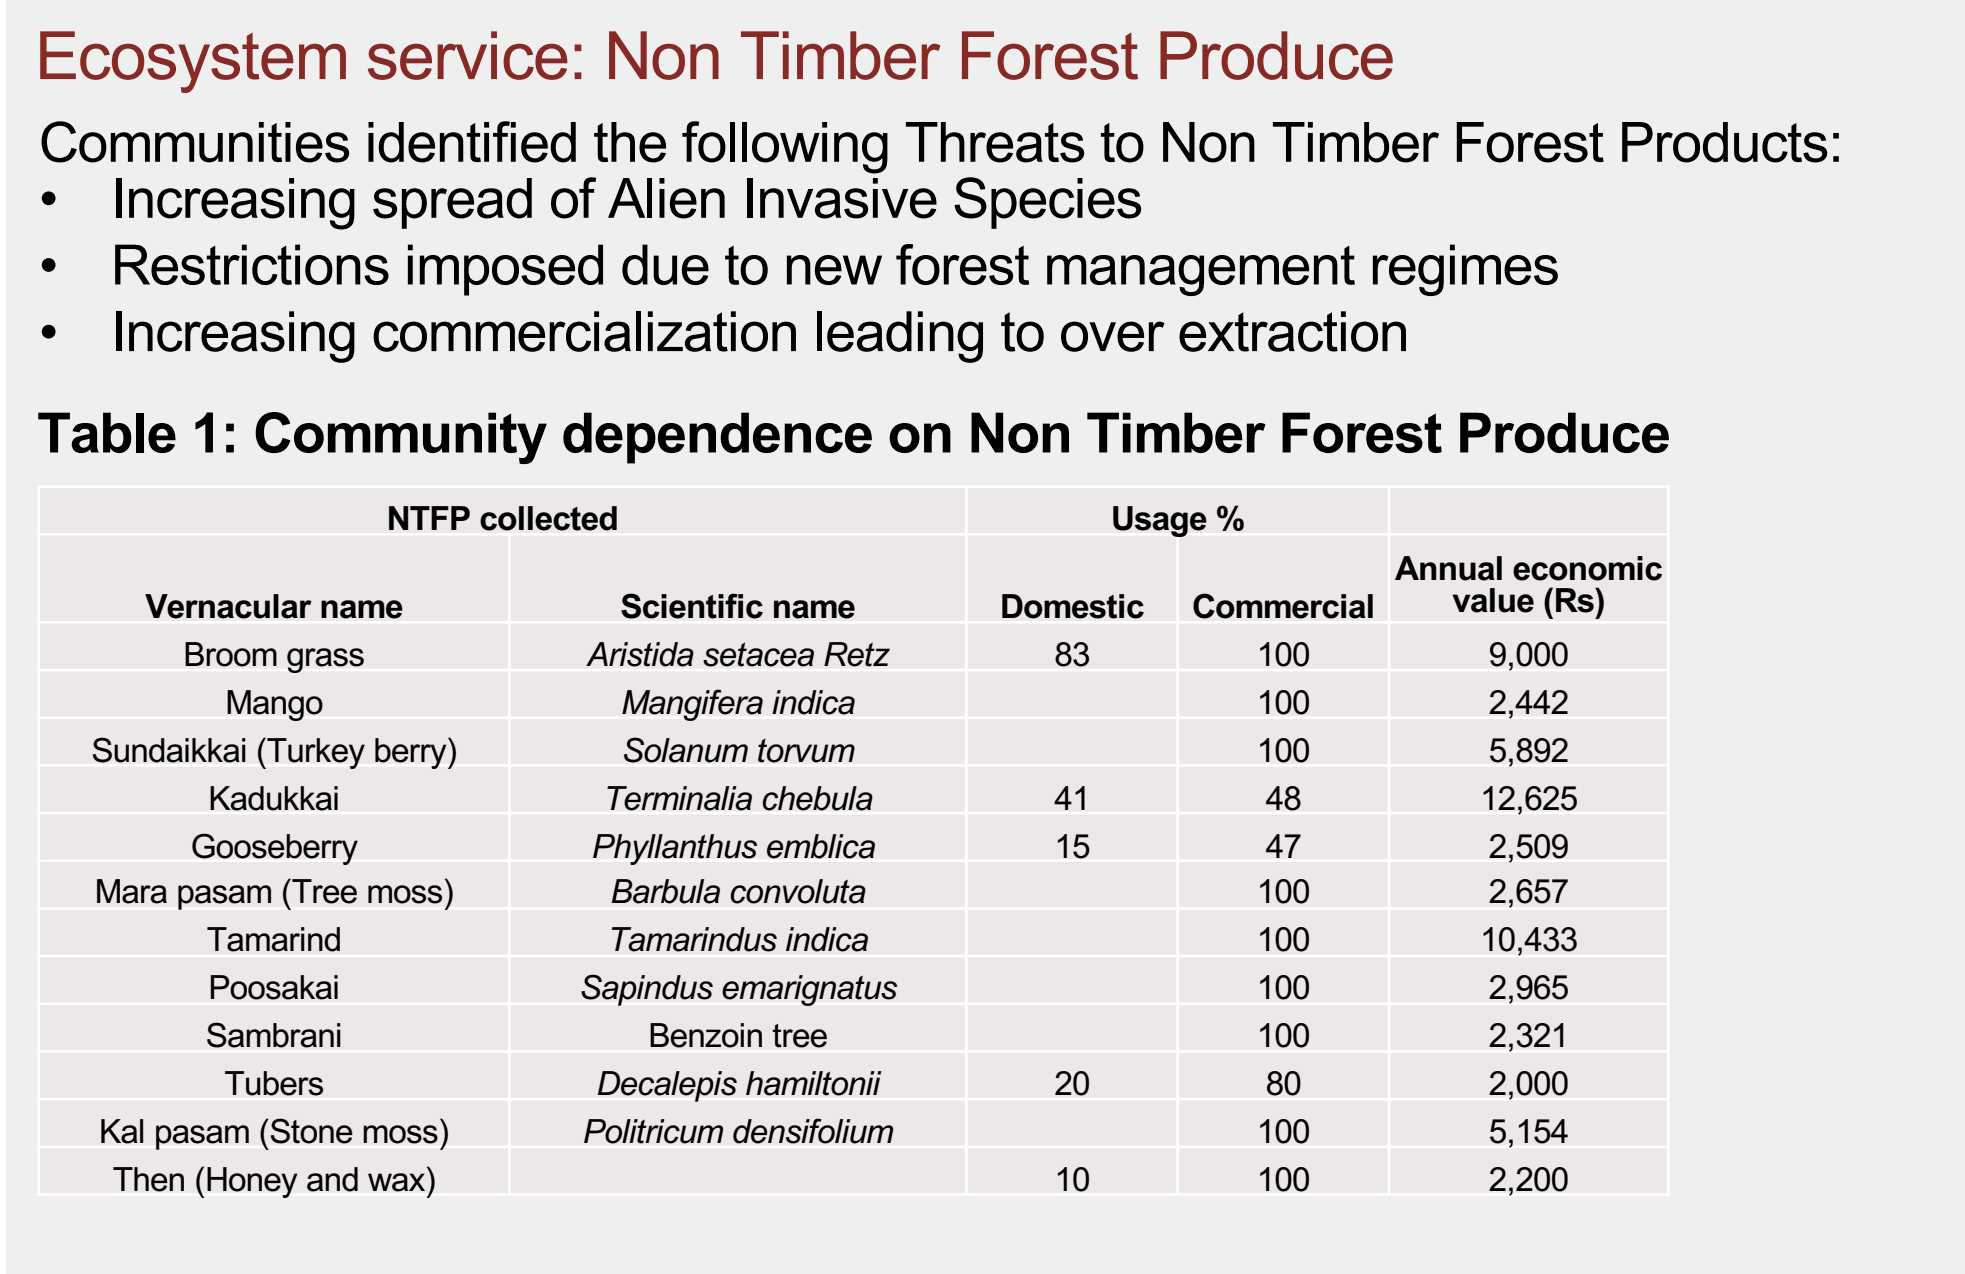 Ecosystem service: Non Timber Forest Produce
Communities identified the following Threats to Non Timber Forest Products:
• Increasing spread of Alien Invasive Species
• Restrictions imposed due to new forest management regimes
• Increasing commercialization leading to over extraction
Table 1: Community dependence on Non Timber Forest Produce
NTFP collected Usage %
Vernacular name Scientific name Domestic Commercial Annual economic value (Rs)
Broom grass Aristida setacea Retz 83 100 9,000
Mango Mangifera indica 100 2,442
Sundaikkai (Turkey berry) Solanum torvum 100 5,892
Kadukkai Terminalia chebula 41 48 12,625
Gooseberry Phyllanthus emblica 15 47 2,509
Mara pasam (Tree moss) Barbula convoluta 100 2,657
Tamarind Tamarindus indica 100 10,433
Poosakai Sapindus emarignatus 100 2,965
Sambrani Benzoin tree 100 2,321
Tubers Decalepis hamiltonii 20 80 2,000
Kal pasam (Stone moss) Politricum densifolium 100 5,154
Then (Honey and wax) 10 100 2,200